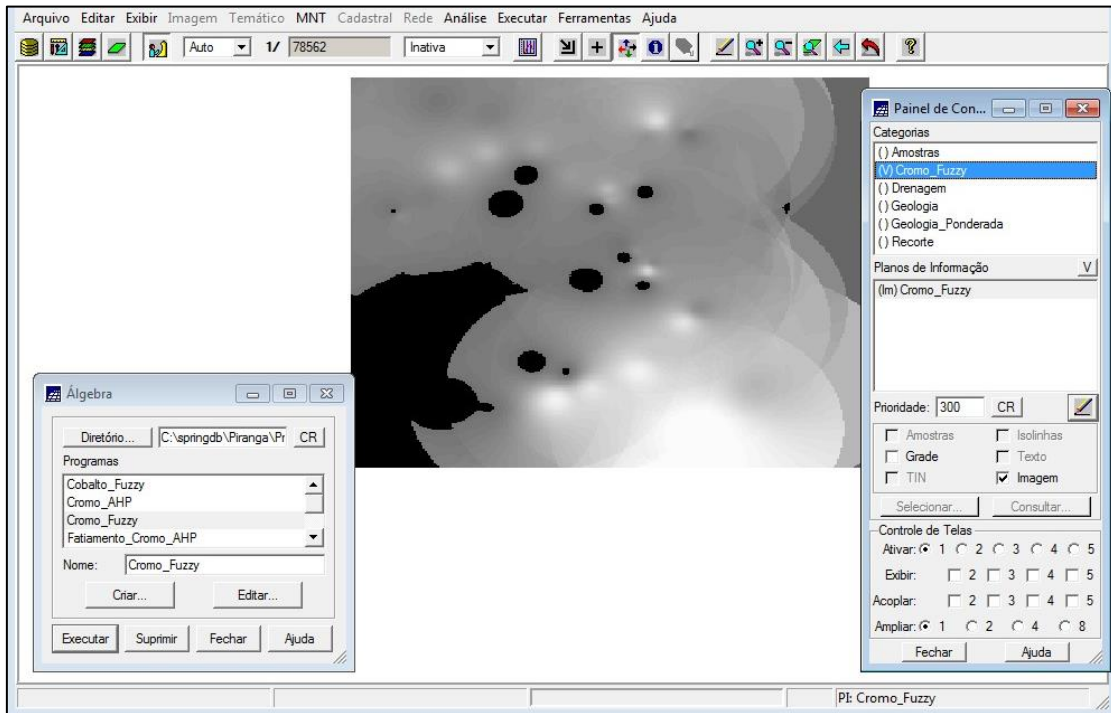 Arquivo Editar Exibir Imagem Temático MNT Cadastral Rede Análise Executar Ferramentas Ajuda
Auto 1/ 78562 Inativa
Painel de Con...
Categorias
( ) Amostras
(V) Cromo_Fuzzy
( ) Drenagem
( ) Geologia
( ) Geologia_Ponderada
( ) Recorte
Planos de Informação V
(Im) Cromo_Fuzzy
Prioridade: 300 CR
Amostras Isolinhas
Grade Texto
TIN Imagem
Selecionar... Consultar...
Controle de Telas
Ativar: 1 2 3 4 5
Exibir: 2 3 4 5
Acoplar: 2 3 4 5
Ampliar: 1 2 4 8
Fechar Ajuda
Álgebra
Diretório... C:\springdb\Piranga\Pr CR
Programas
Cobalto_Fuzzy
Cromo_AHP
Cromo_Fuzzy
Fatiamento_Cromo_AHP
Nome: Cromo_Fuzzy
Criar... Editar...
Executar Suprimir Fechar Ajuda
PI: Cromo_Fuzzy